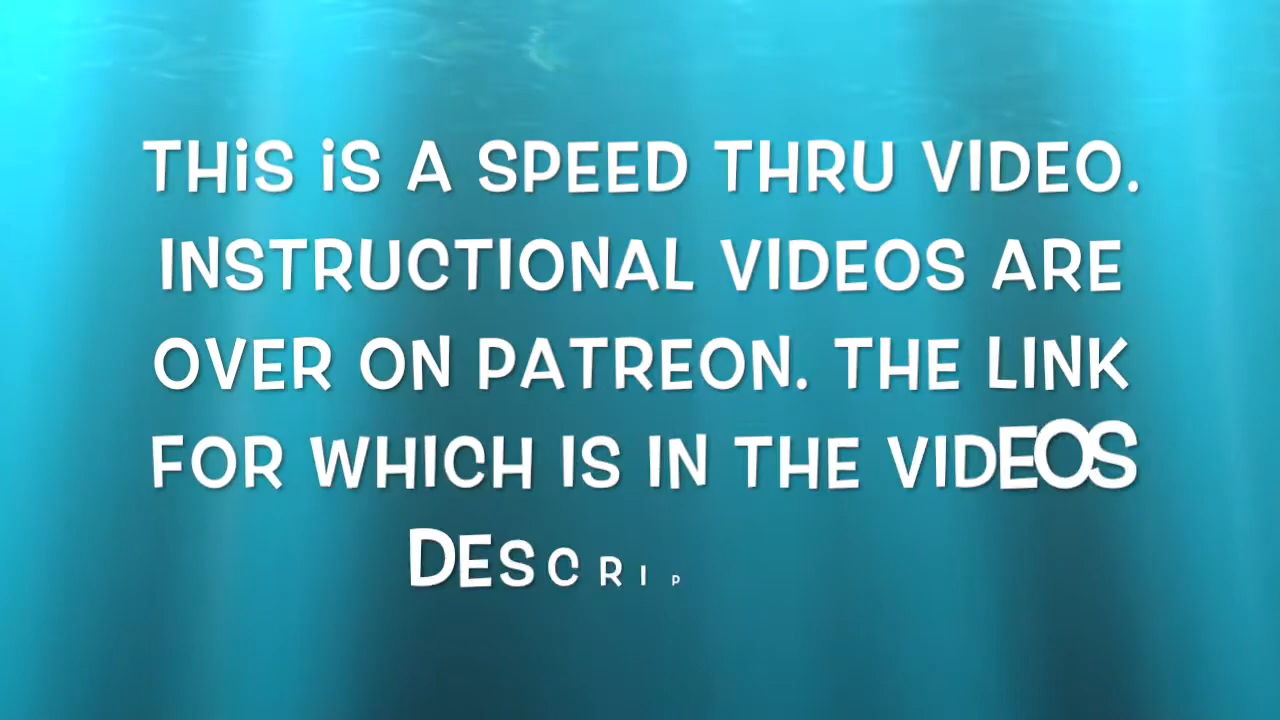 THiS iS A SPEED THRU VIDEO.
INSTRUCTIONAL VIDEOS ARE
OVER ON PATREON. THE LINK
FOR WHICH IS IN THE VIDEOS
DESCRIP